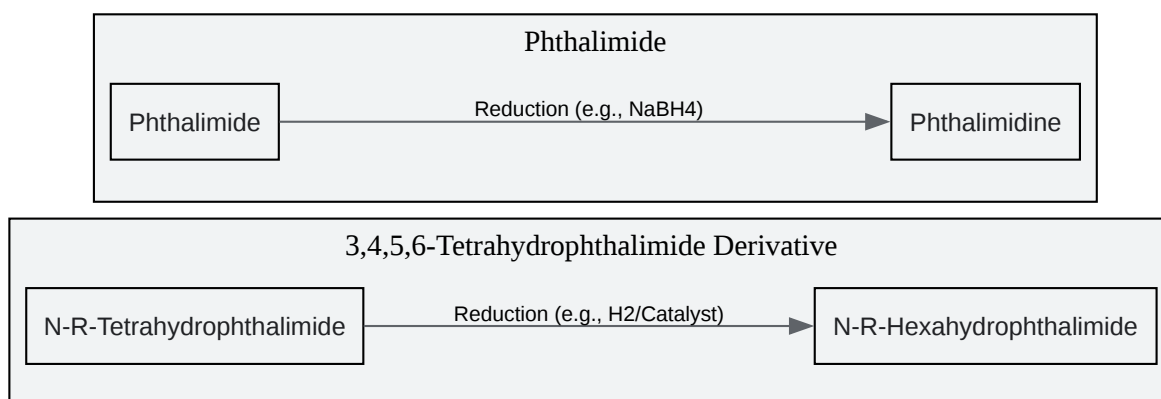 Phthalimide
Phthalimide
Reduction (e.g., NaBH4)
Phthalimidine
3,4,5,6-Tetrahydrophthalimide Derivative
N-R-Tetrahydrophthalimide
Reduction (e.g., H2/Catalyst)
N-R-Hexahydrophthalimide